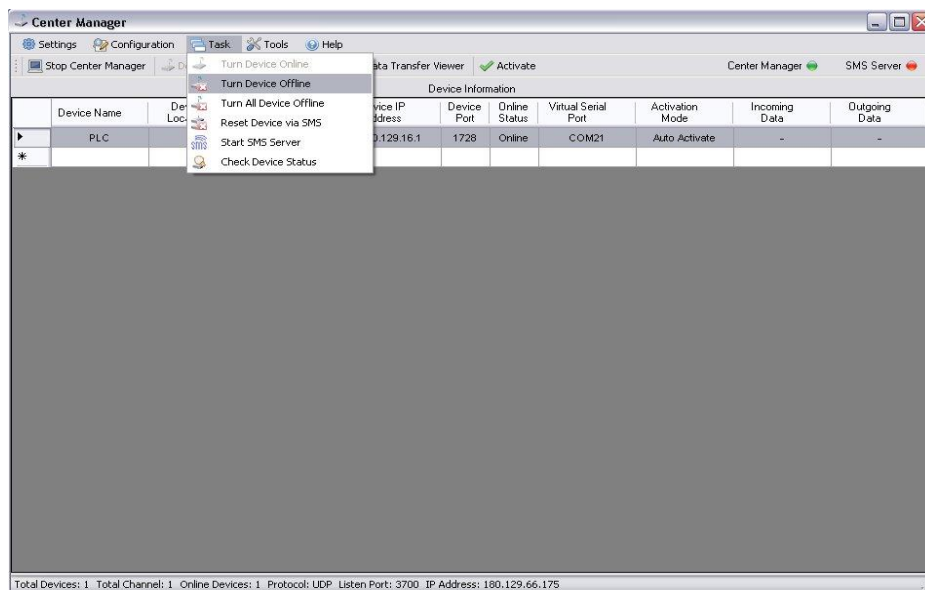 Center Manager
Settings Configuration Task Tools Help
Stop Center Manager Viewer Activate Center Manager SMS Server
Turn Device Online
Turn Device Offline
Turn All Device Offline
Reset Device via SMS
Start SMS Server
Check Device Status
ata Transfer
Device Information
Device Name Device Port Online Status Virtual Serial Port Activation Mode Incoming Data Outgoing Data
vice IP
ddress
PLC 0.129.16.1 1728 Online COM21 Auto Activate - -
Total Devices: 1 Total Channel: 1 Online Devices: 1 Protocol: UDP Listen Port: 3700 IP Address: 180.129.66.175